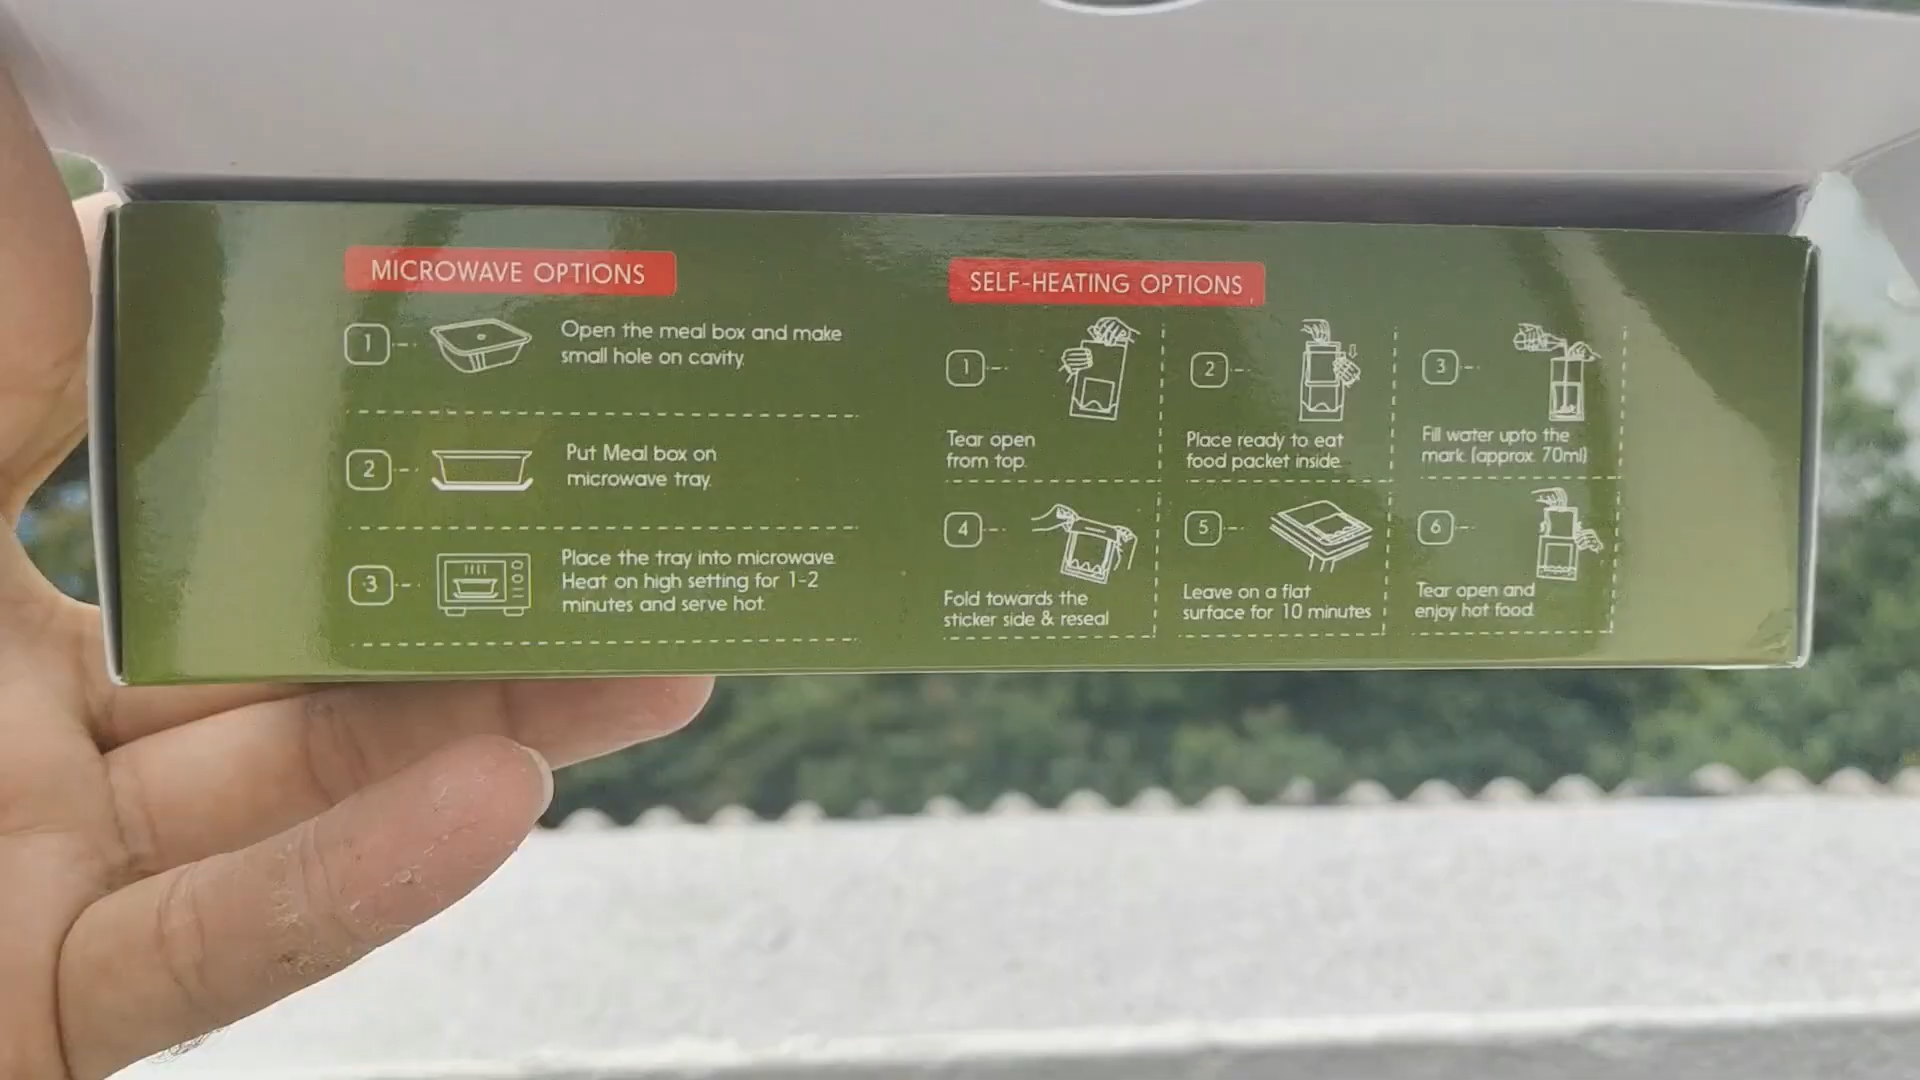 MICROWAVE OPTIONS
1
Open the meal box and make
small hole on cavity.
2
Put Meal box on
microwave tray.
3
Place the tray into microwave.
Heat on high setting for 1-2
minutes and serve hot.
SELF-HEATING OPTIONS
1
Tear open
from top.
2
Place ready to eat
food packet inside.
3
Fill water upto the
mark. (approx. 70ml)
4
Fold towards the
sticker side & reseal
5
Leave on a flat
surface for 10 minutes
6
Tear open and
enjoy hot food.